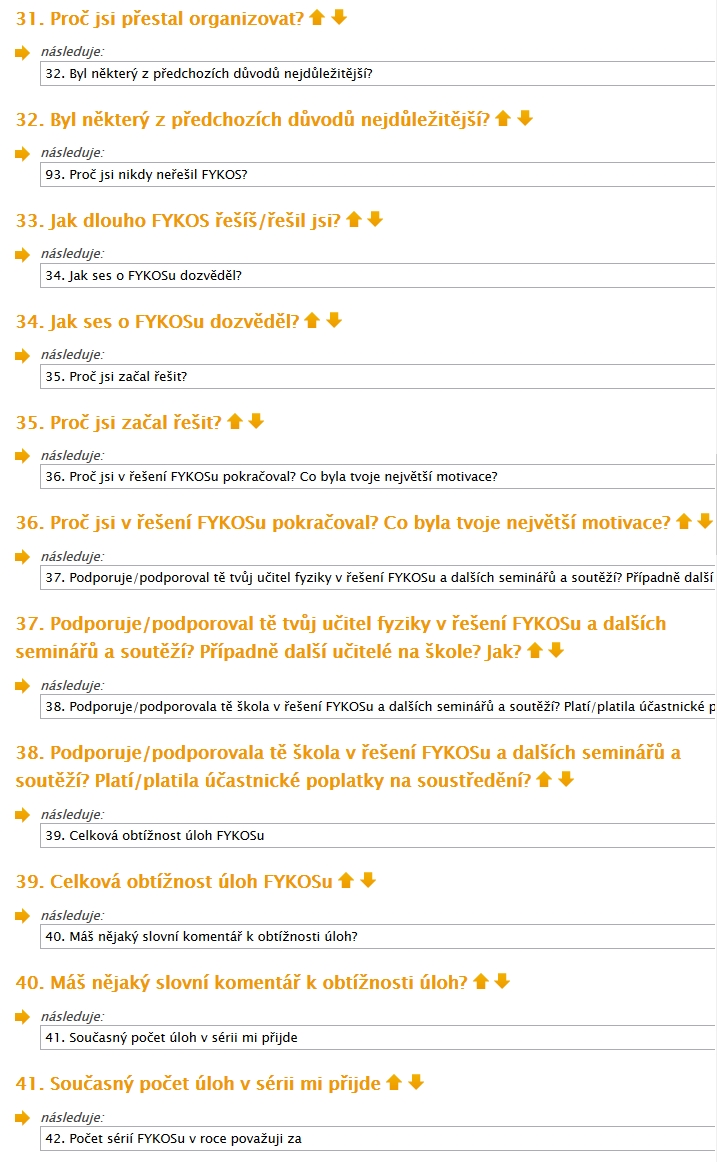 31. Proč jsi přestal organizovat?
následuje:
32. Byl některý z předchozích důvodů nejdůležitější?
32. Byl některý z předchozích důvodů nejdůležitější?
následuje:
93. Proč jsi nikdy neřešil FYKOS?
33. Jak dlouho FYKOS řešíš/řešil jsi?
následuje:
34. Jak ses o FYKOSu dozvěděl?
34. Jak ses o FYKOSu dozvěděl?
následuje:
35. Proč jsi začal řešit?
35. Proč jsi začal řešit?
následuje:
36. Proč jsi v řešení FYKOSu pokračoval? Co byla tvoje největší motivace?
36. Proč jsi v řešení FYKOSu pokračoval? Co byla tvoje největší motivace?
následuje:
37. Podporuje/podporoval tě tvůj učitel fyziky v řešení FYKOSu a dalších seminářů a soutěží? Případně další
37. Podporuje/podporoval tě tvůj učitel fyziky v řešení FYKOSu a dalších
seminářů a soutěží? Případně další učitelé na škole? Jak?
následuje:
38. Podporuje/podporovala tě škola v řešení FYKOSu a dalších seminářů a soutěží? Platí/platila účastnické p
38. Podporuje/podporovala tě škola v řešení FYKOSu a dalších seminářů a
soutěží? Platí/platila účastnické poplatky na soustředění?
následuje:
39. Celková obtížnost úloh FYKOSu
39. Celková obtížnost úloh FYKOSu
následuje:
40. Máš nějaký slovní komentář k obtížnosti úloh?
40. Máš nějaký slovní komentář k obtížnosti úloh?
následuje:
41. Současný počet úloh v sérii mi přijde
41. Současný počet úloh v sérii mi přijde
následuje:
42. Počet sérií FYKOSu v roce považuji za